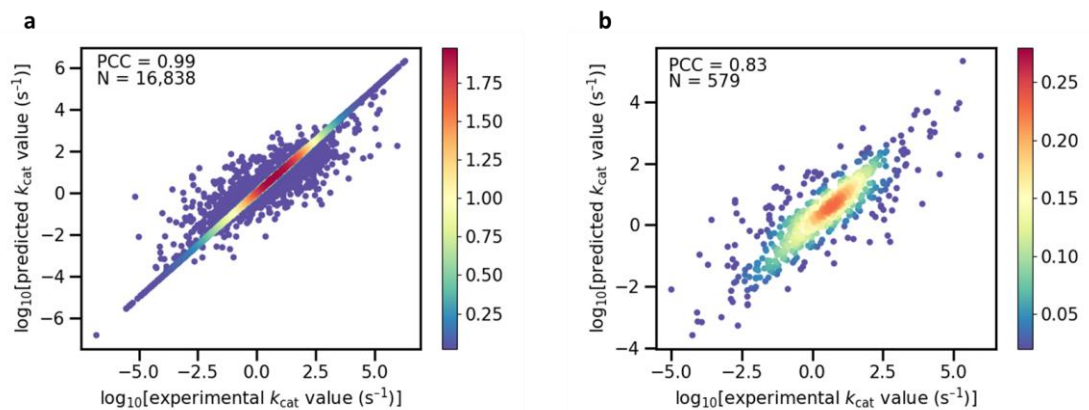 a
PCC = 0.99
N = 16,838
log₁₀[predicted kcat value (s⁻¹)]
6
4
2
0
−2
−4
−6
−5.0 −2.5 0.0 2.5 5.0
log₁₀[experimental kcat value (s⁻¹)]
1.75
1.50
1.25
1.00
0.75
0.50
0.25
b
PCC = 0.83
N = 579
log₁₀[predicted kcat value (s⁻¹)]
4
2
0
−2
−4
−5.0 −2.5 0.0 2.5 5.0
log₁₀[experimental kcat value (s⁻¹)]
0.25
0.20
0.15
0.10
0.05